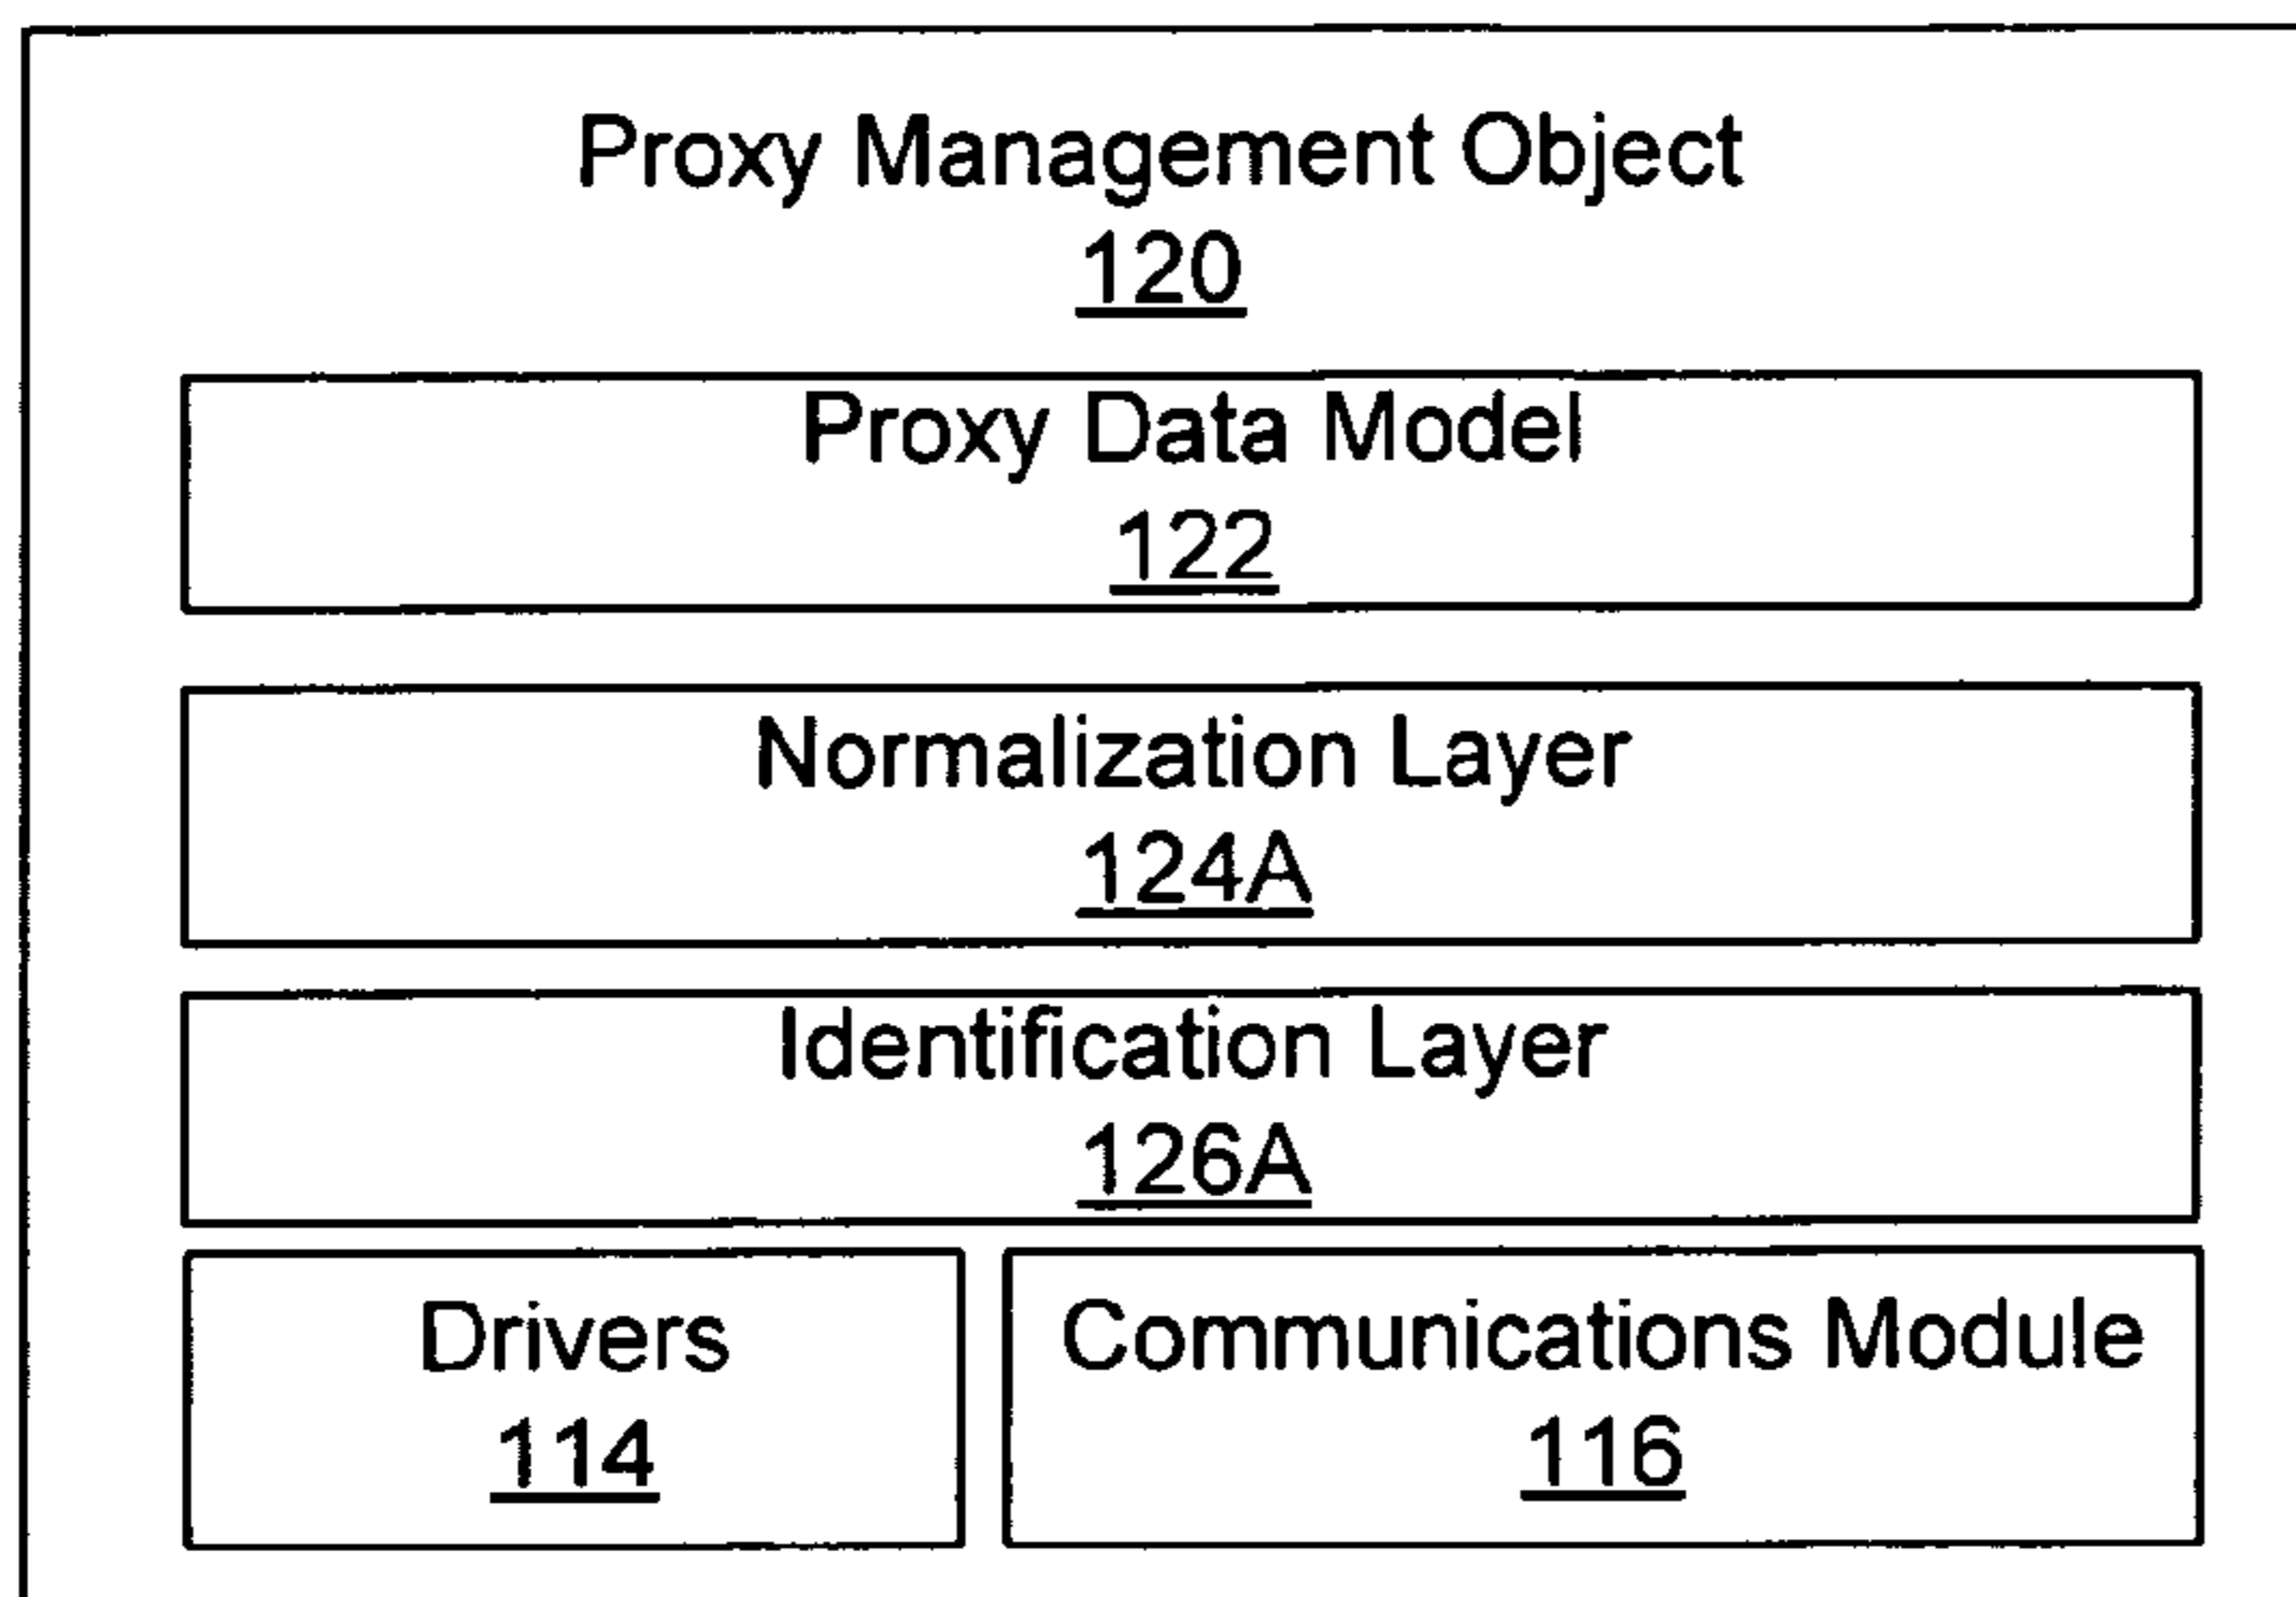 Proxy Management Object
120
Proxy Data Model
122
Normalization Layer
124A
Identification Layer
126A
Drivers
114
Communications Module
116